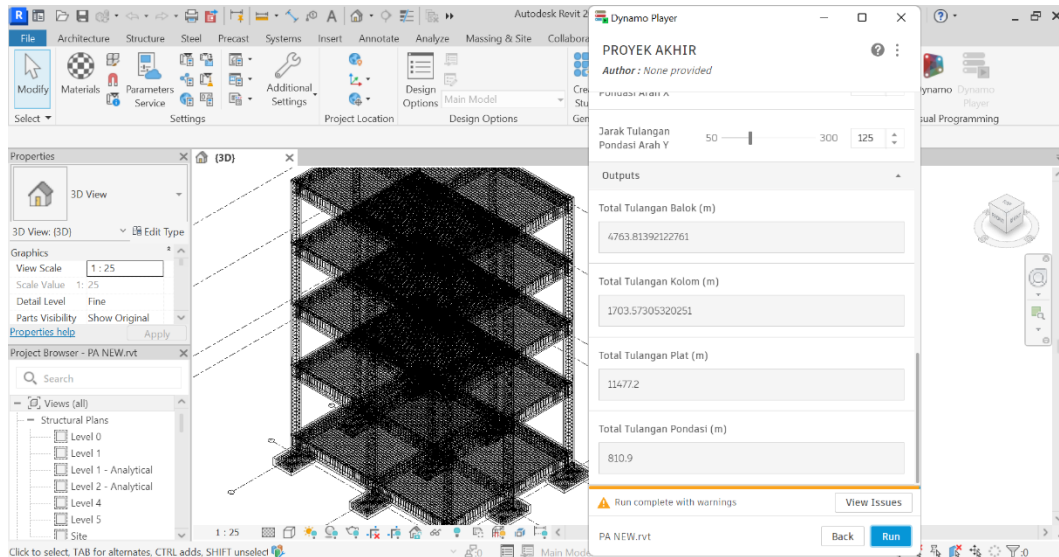 Autodesk Revit 2
File
Architecture
Structure
Steel
Precast
Systems
Insert
Annotate
Analyze
Massing & Site
Collabora
Modify
Materials
Parameters
Service
Additional
Settings
Design
Options
Main Model
Select
Settings
Project Location
Design Options
Gen
Properties
3D View
3D View: {3D}
Edit Type
Graphics
View Scale
1 : 25
Scale Value 1:
25
Detail Level
Fine
Parts Visibility
Show Original
Properties help
Apply
Project Browser - PA NEW.rvt
Search
Views (all)
Structural Plans
Level 0
Level 1
Level 1 - Analytical
Level 2 - Analytical
Level 4
Level 5
Site
{3D}
1 : 25
Click to select, TAB for alternates, CTRL adds, SHIFT unselect
:0
Main Mode
Dynamo Player
PROYEK AKHIR
Author : None provided
Pondasi Arah X
Jarak Tulangan
Pondasi Arah Y
50
300
125
Outputs
Total Tulangan Balok (m)
4763.81392122761
Total Tulangan Kolom (m)
1703.57305320251
Total Tulangan Plat (m)
11477.2
Total Tulangan Pondasi (m)
810.9
Run complete with warnings
View Issues
PA NEW.rvt
Back
Run
ynamo
Dynamo
Player
ual Programming
:0